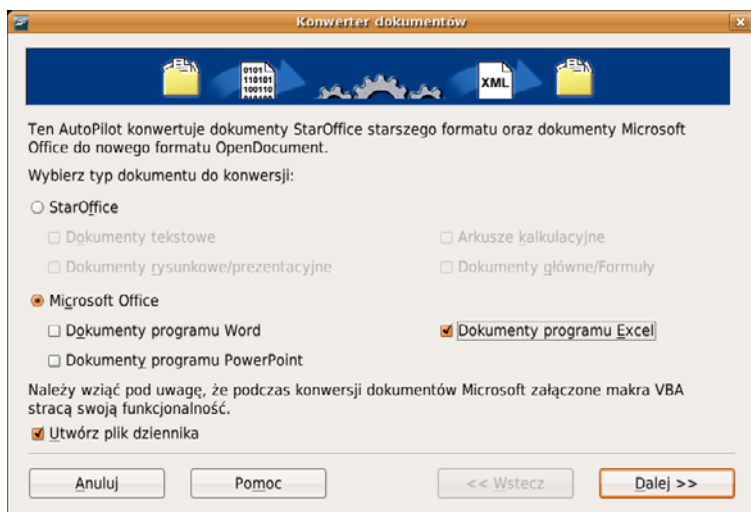 Konwerter dokumentów
0101
110101
100110
XML
Ten AutoPilot konwertuje dokumenty StarOffice starszego formatu oraz dokumenty Microsoft
Office do nowego formatu OpenDocument.
Wybierz typ dokumentu do konwersji:
StarOffice
Dokumenty tekstowe Arkusze kalkulacyjne
Dokumenty rysunkowe/prezentacyjne Dokumenty główne/Formuły
Microsoft Office
Dokumenty programu Word Dokumenty programu Excel
Dokumenty programu PowerPoint
Należy wziąć pod uwagę, że podczas konwersji dokumentów Microsoft załączone makra VBA
stracą swoją funkcjonalność.
Utwórz plik dziennika
Anuluj Pomoc << Wstecz Dalej >>